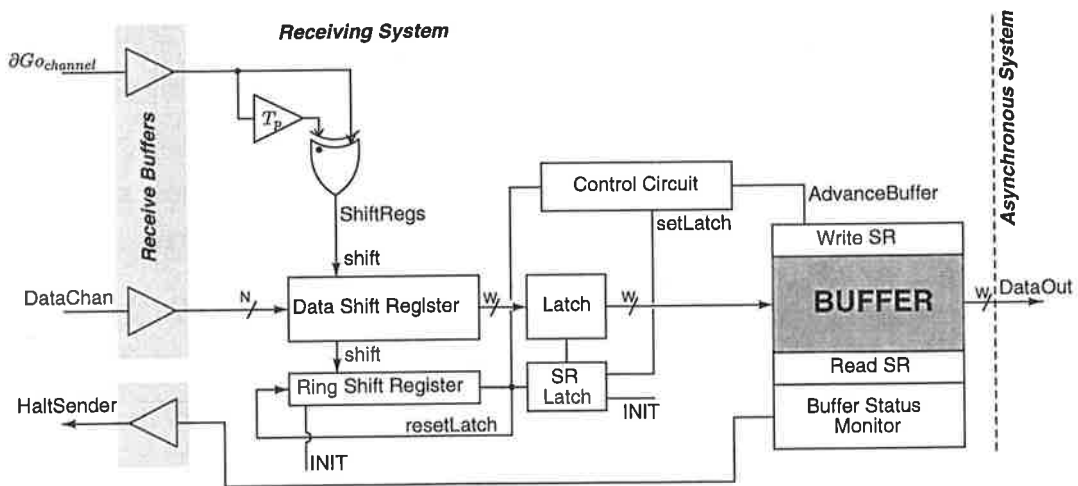 Receiving System
∂Go_channel
T_p
Receive Buffers
Asynchronous System
Control Circuit
AdvanceBuffer
ShiftRegs
setLatch
Write SR
shift
DataChan
N
Data Shift Register
W
Latch
W
BUFFER
W
DataOut
shift
Read SR
Ring Shift Register
SR
Latch
HaltSender
INIT
Buffer Status
Monitor
resetLatch
INIT